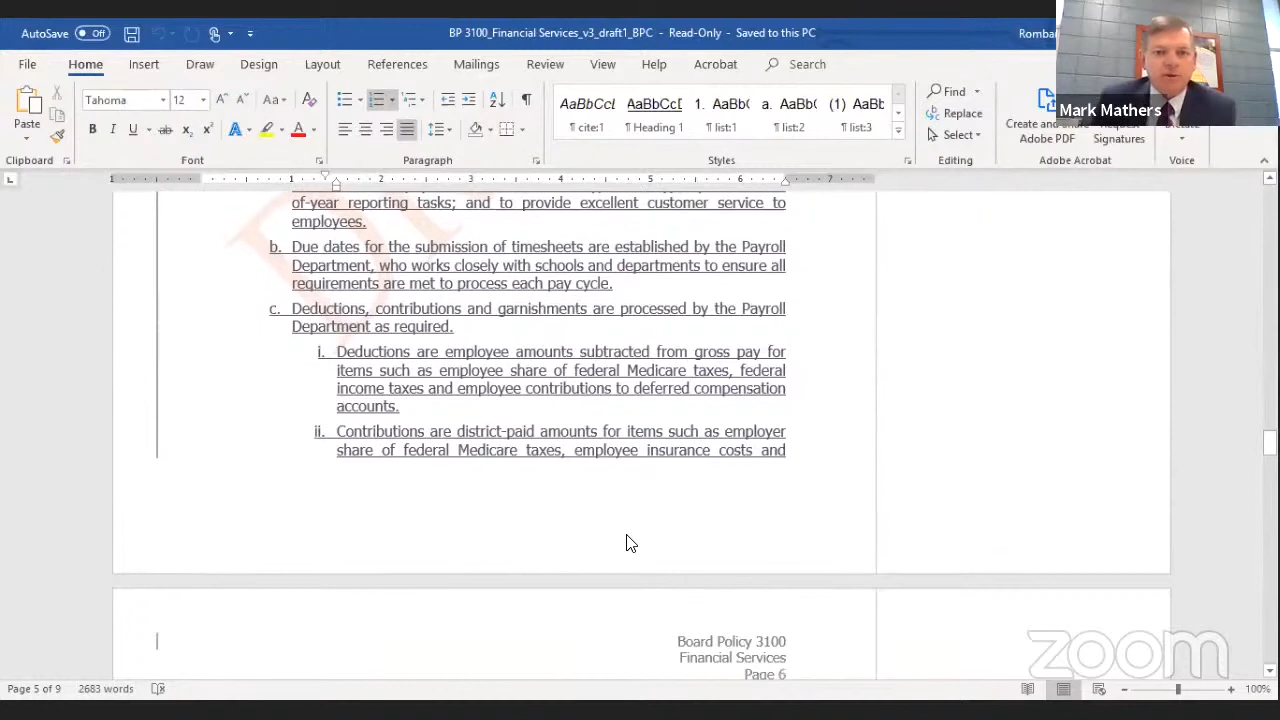 AutoSave Off
BP 3100_Financial Services_v3_draft1_BPC - Read-Only - Saved to this PC
Mark Mathers
File Home Insert Draw Design Layout References Mailings Review View Help Acrobat Search
Paste
Clipboard
Tahoma 12
Font
Paragraph
AaBbCcI AaBbCcD 1. AaBb( a. AaBb( (1) AaBb
¶ cite:1 ¶ Heading 1 ¶ list:1 ¶ list:2 ¶ list:3
Styles
Find
Replace
Select
Editing
Adobe PDF Signatures
Adobe Acrobat
Voice
1 1 2 3 4 5 6 7
of-year reporting tasks; and to provide excellent customer service to
employees.
b. Due dates for the submission of timesheets are established by the Payroll
Department, who works closely with schools and departments to ensure all
requirements are met to process each pay cycle.
c. Deductions, contributions and garnishments are processed by the Payroll
Department as required.
i. Deductions are employee amounts subtracted from gross pay for
items such as employee share of federal Medicare taxes, federal
income taxes and employee contributions to deferred compensation
accounts.
ii. Contributions are district-paid amounts for items such as employer
share of federal Medicare taxes, employee insurance costs and
Board Policy 3100
Financial Services
Page 6
zoom
Page 5 of 9 2683 words 100%